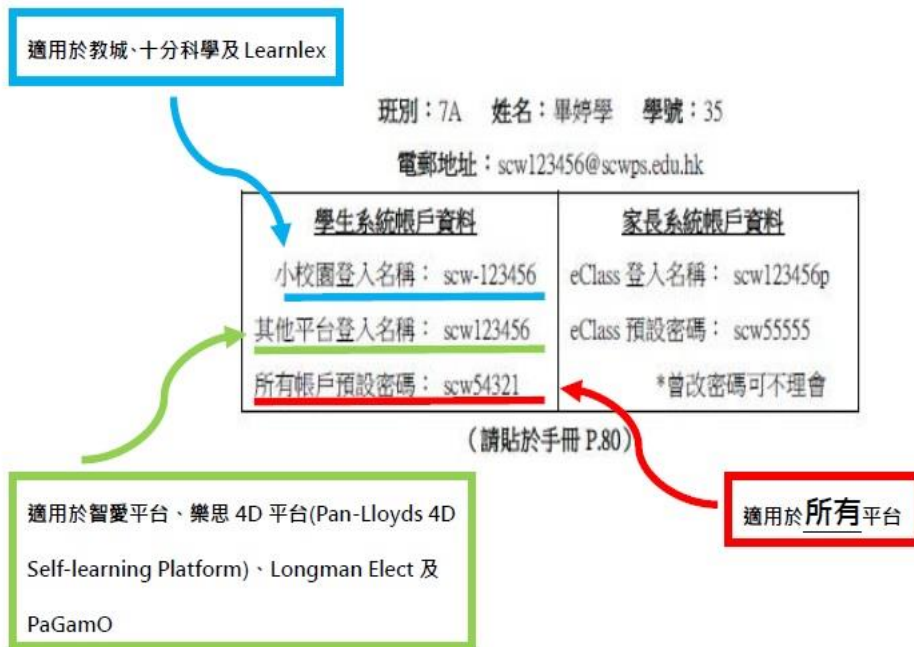 適用於教城、十分科學及 Learnlex
班別：7A 姓名：畢婷學 學號：35
電郵地址：scw123456@scwps.edu.hk
學生系統帳戶資料
小校園登入名稱： scw-123456
其他平台登入名稱： scw123456
所有帳戶預設密碼： scw54321
家長系統帳戶資料
eClass 登入名稱： scw123456p
eClass 預設密碼： scw55555
*曾改密碼可不理會
（請貼於手冊 P.80）
適用於智愛平台、樂思 4D 平台(Pan-Lloyds 4D
Self-learning Platform)、Longman Elect 及
PaGamO
適用於所有平台